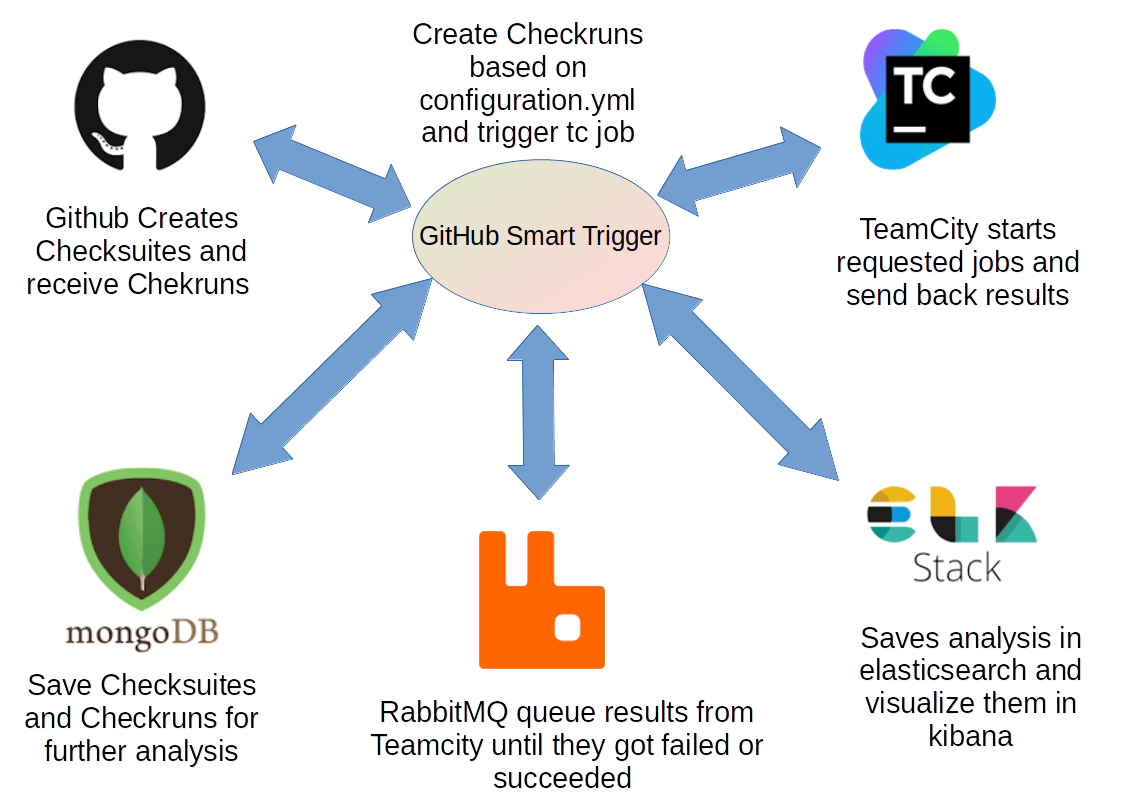 Create Checkruns
based on
configuration.yml
and trigger tc job
TC
GitHub Smart Trigger
Github Creates
Checksuites and
receive Chekruns
TeamCity starts
requested jobs and
send back results
mongoDB
Save Checksuites
and Checkruns for
further analysis
RabbitMQ queue results from
Teamcity until they got failed or
succeeded
ELK
Stack
Saves analysis in
elasticsearch and
visualize them in
kibana